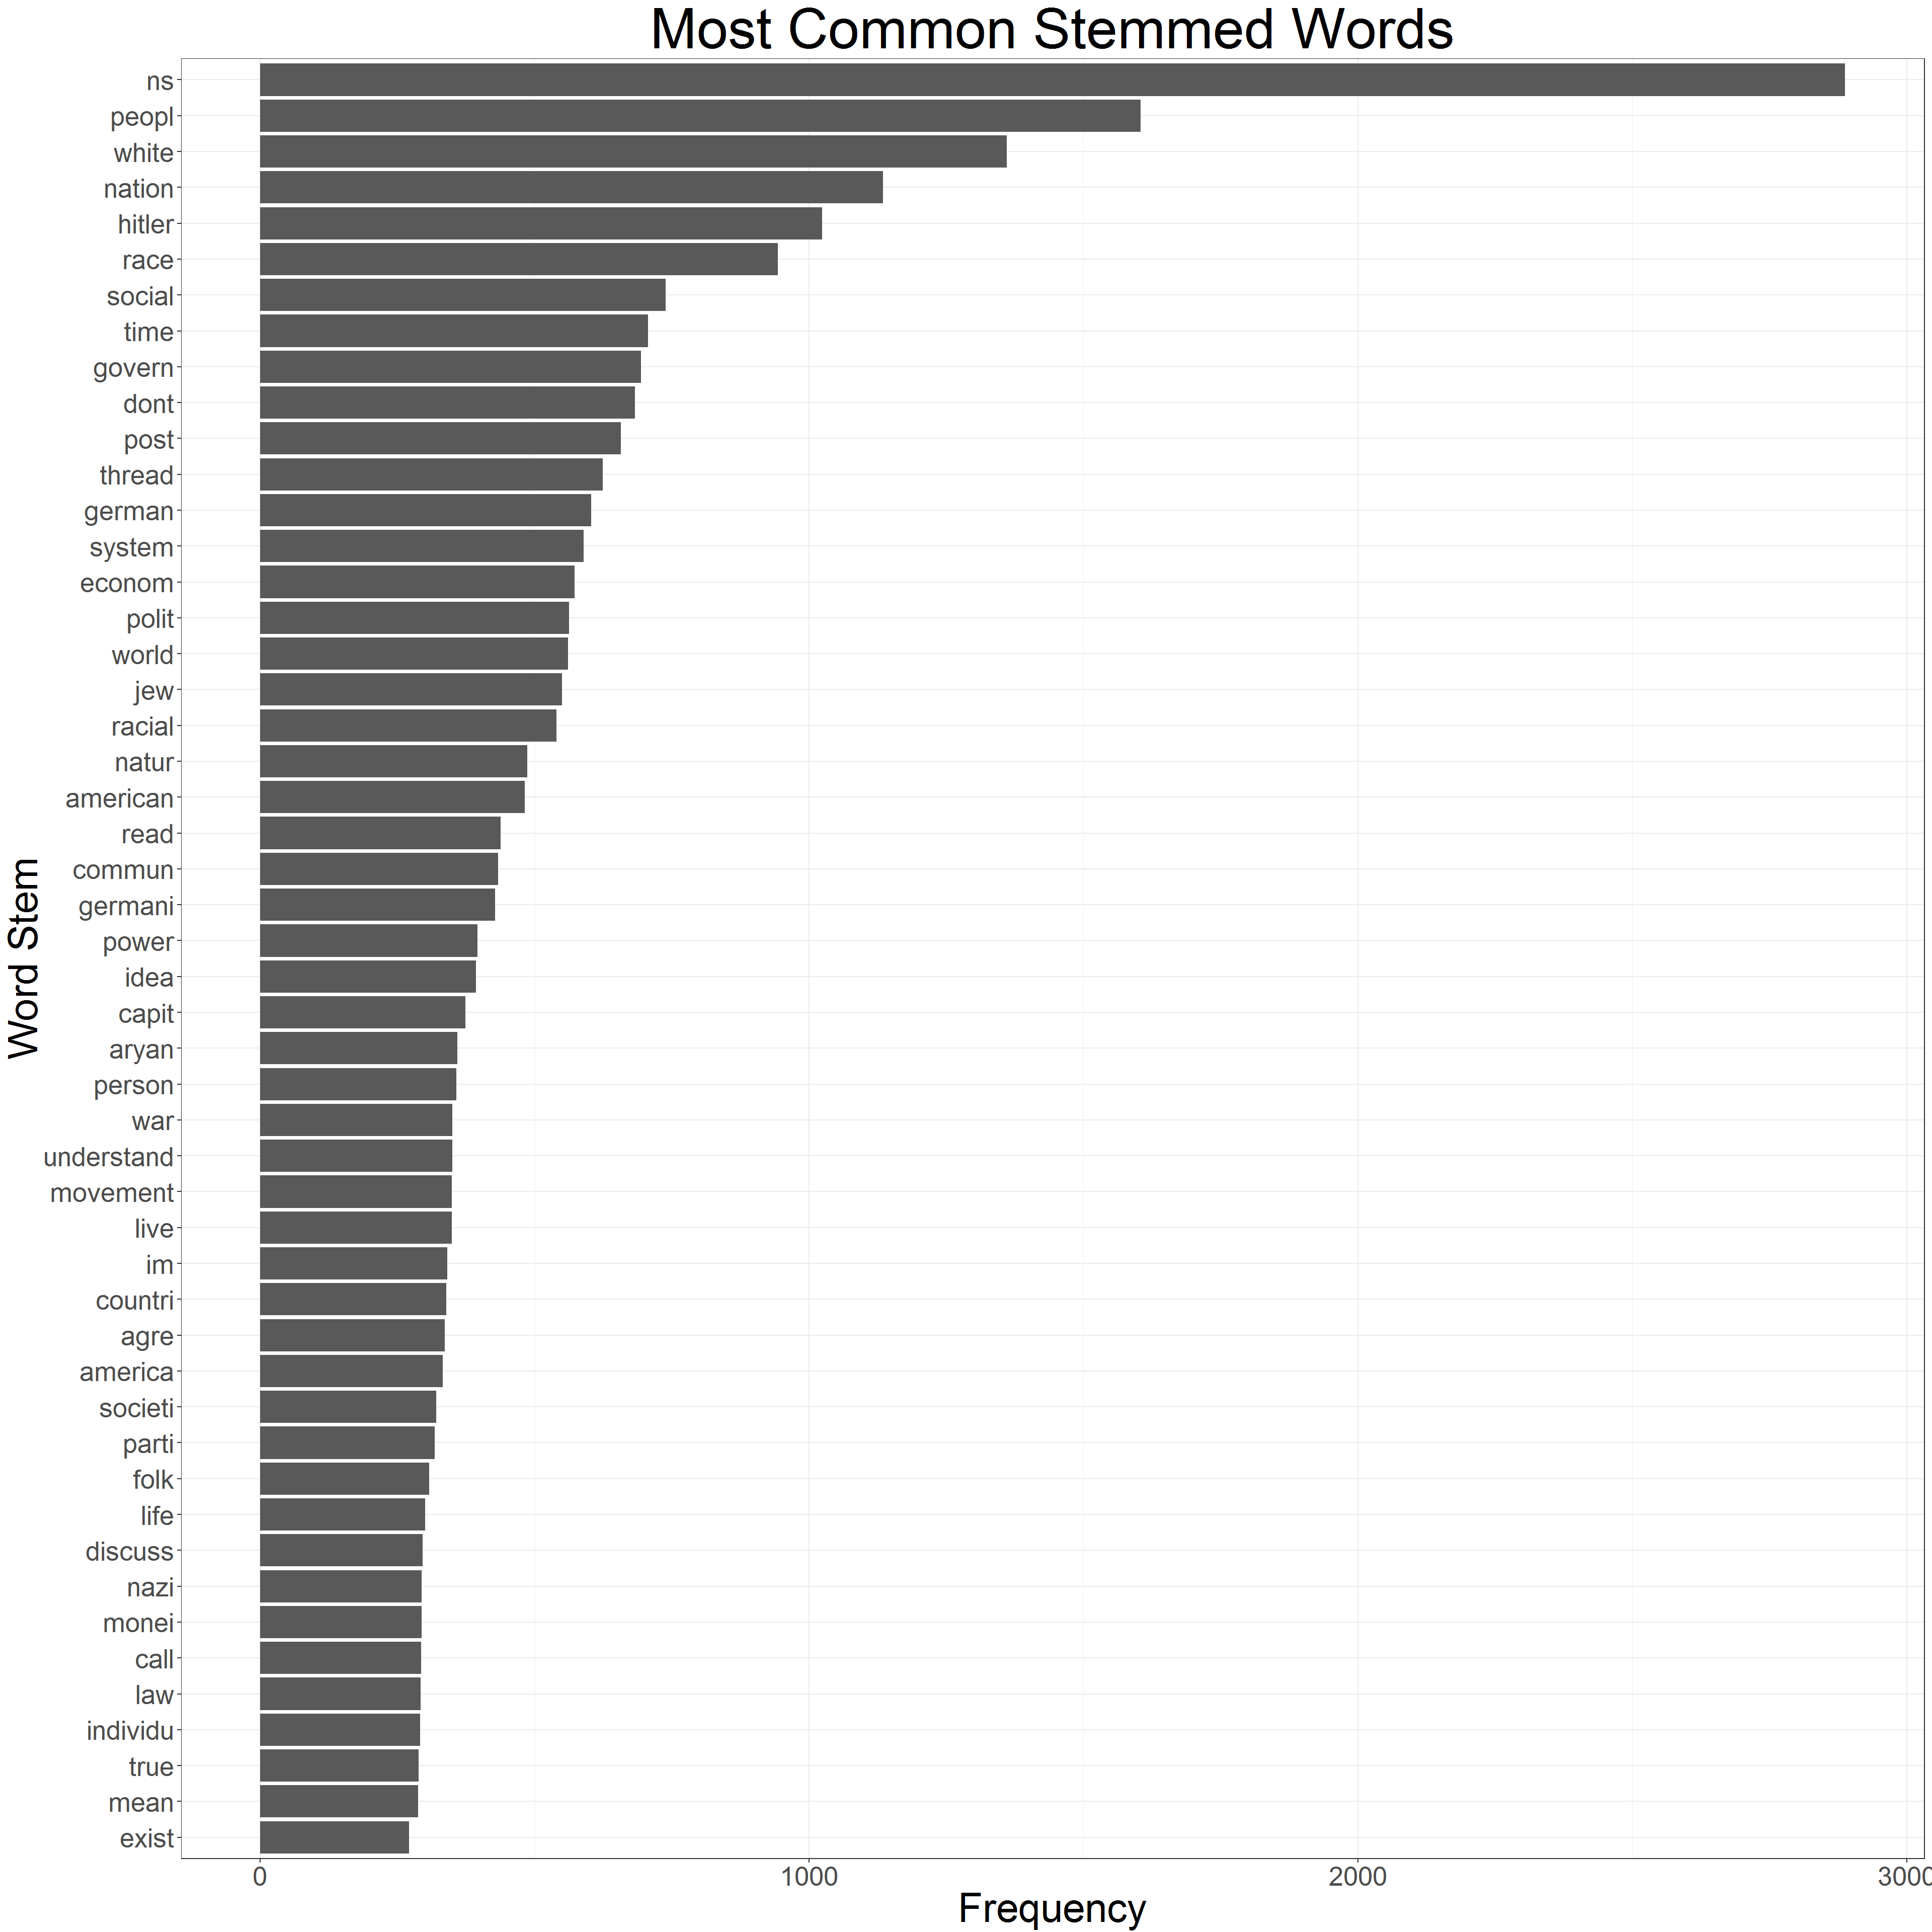 Most Common Stemmed Words
ns
peopl
white
nation
hitler
race
social
time
govern
dont
post
thread
german
system
econom
polit
world
jew
racial
natur
american
read
commun
germani
power
idea
capit
aryan
person
war
understand
movement
live
im
countri
agre
america
societi
parti
folk
life
discuss
nazi
monei
call
law
individu
true
mean
exist
Word Stem
0 1000 2000 3000
Frequency